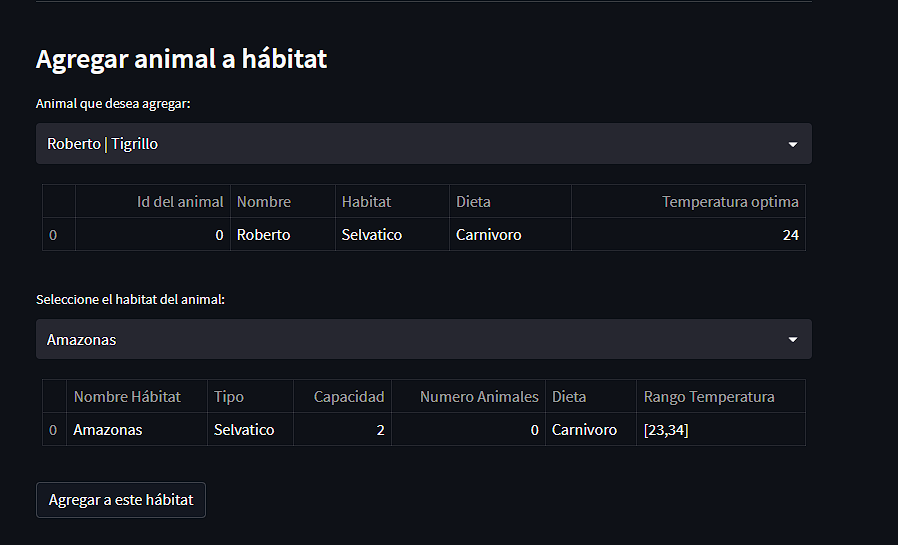 Agregar animal a hábitat
Animal que desea agregar:
Roberto | Tigrillo
Id del animal Nombre Habitat Dieta Temperatura optima
0 0 Roberto Selvatico Carnivoro 24
Seleccione el habitat del animal:
Amazonas
Nombre Hábitat Tipo Capacidad Numero Animales Dieta Rango Temperatura
0 Amazonas Selvatico 2 0 Carnivoro [23,34]
Agregar a este hábitat